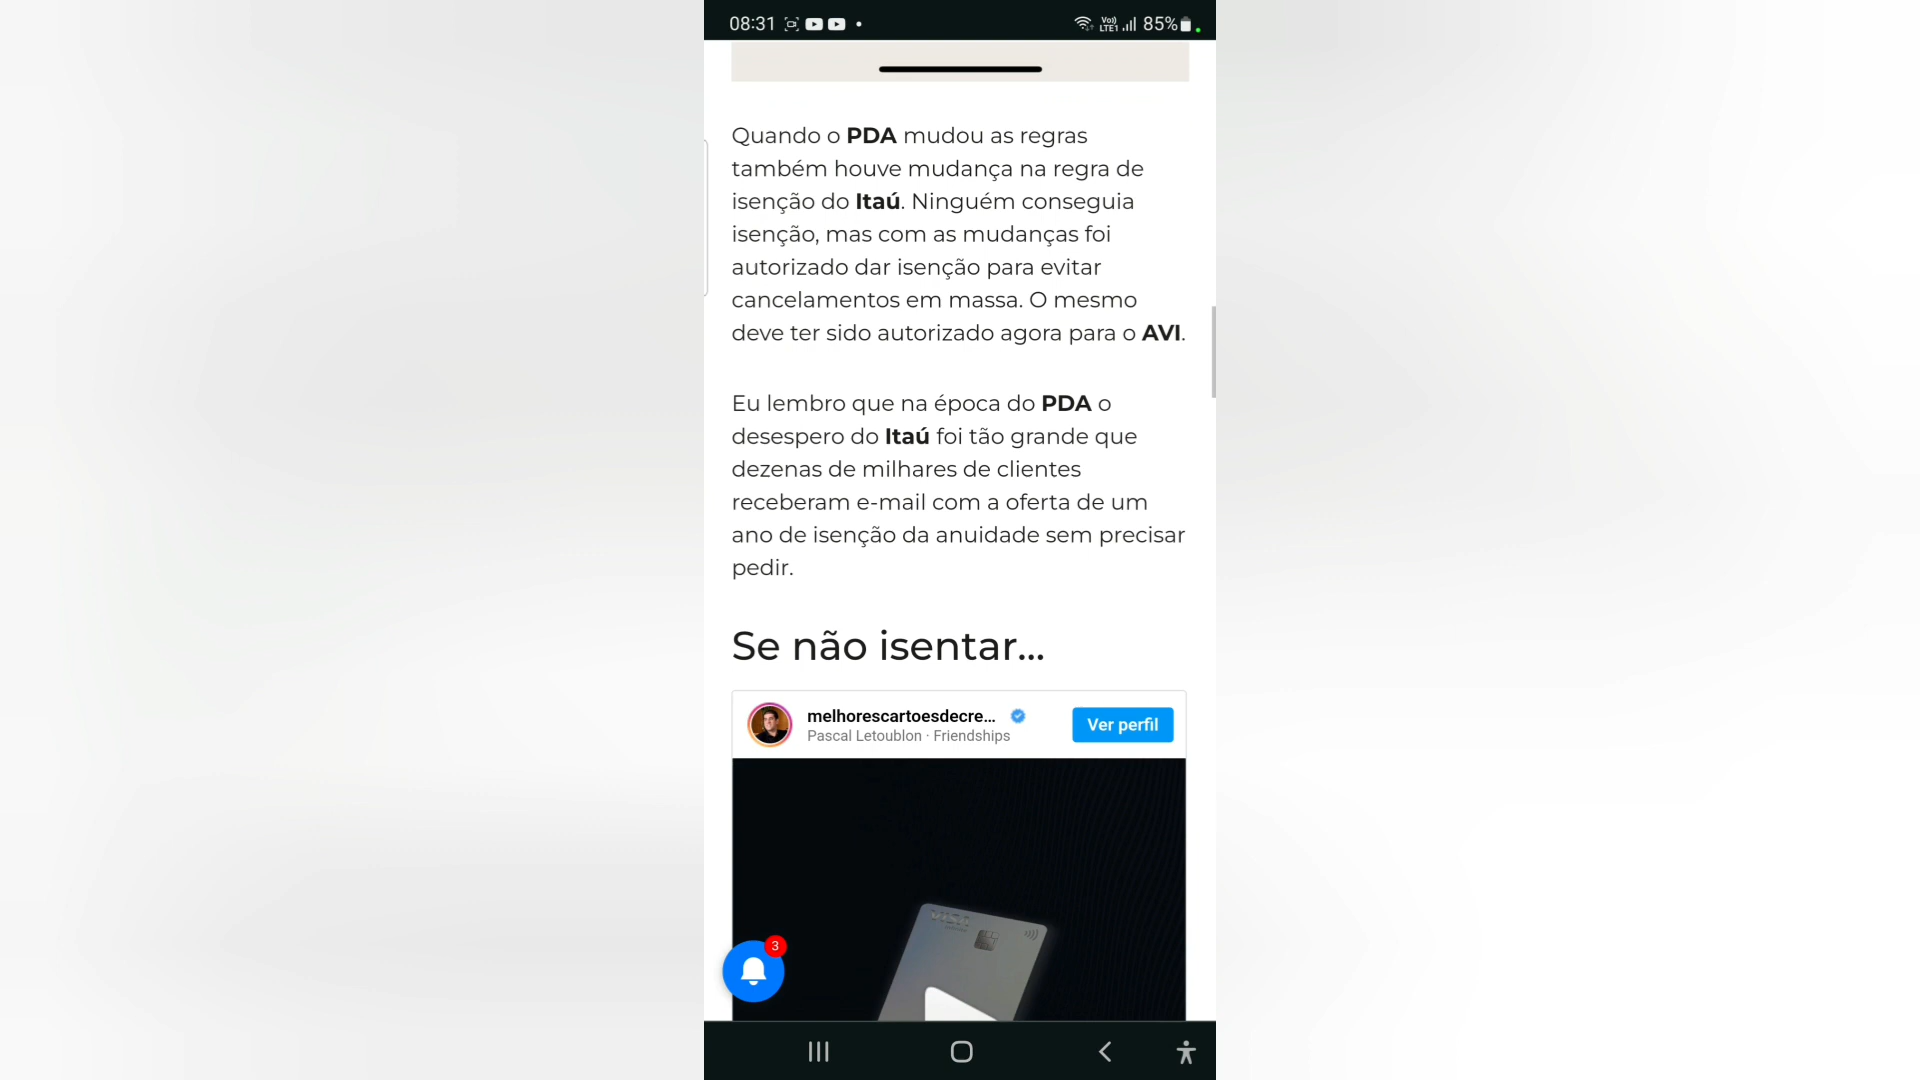 08:31
Vo))
LTE1
85%
Quando o PDA mudou as regras
também houve mudança na regra de
isenção do Itaú. Ninguém conseguia
isenção, mas com as mudanças foi
autorizado dar isenção para evitar
cancelamentos em massa. O mesmo
deve ter sido autorizado agora para o AVI.
Eu lembro que na época do PDA o
desespero do Itaú foi tão grande que
dezenas de milhares de clientes
receberam e-mail com a oferta de um
ano de isenção da anuidade sem precisar
pedir.
Se não isentar...
melhorescartoesdecre...
Pascal Letoublon · Friendships
Ver perfil
VISA
3